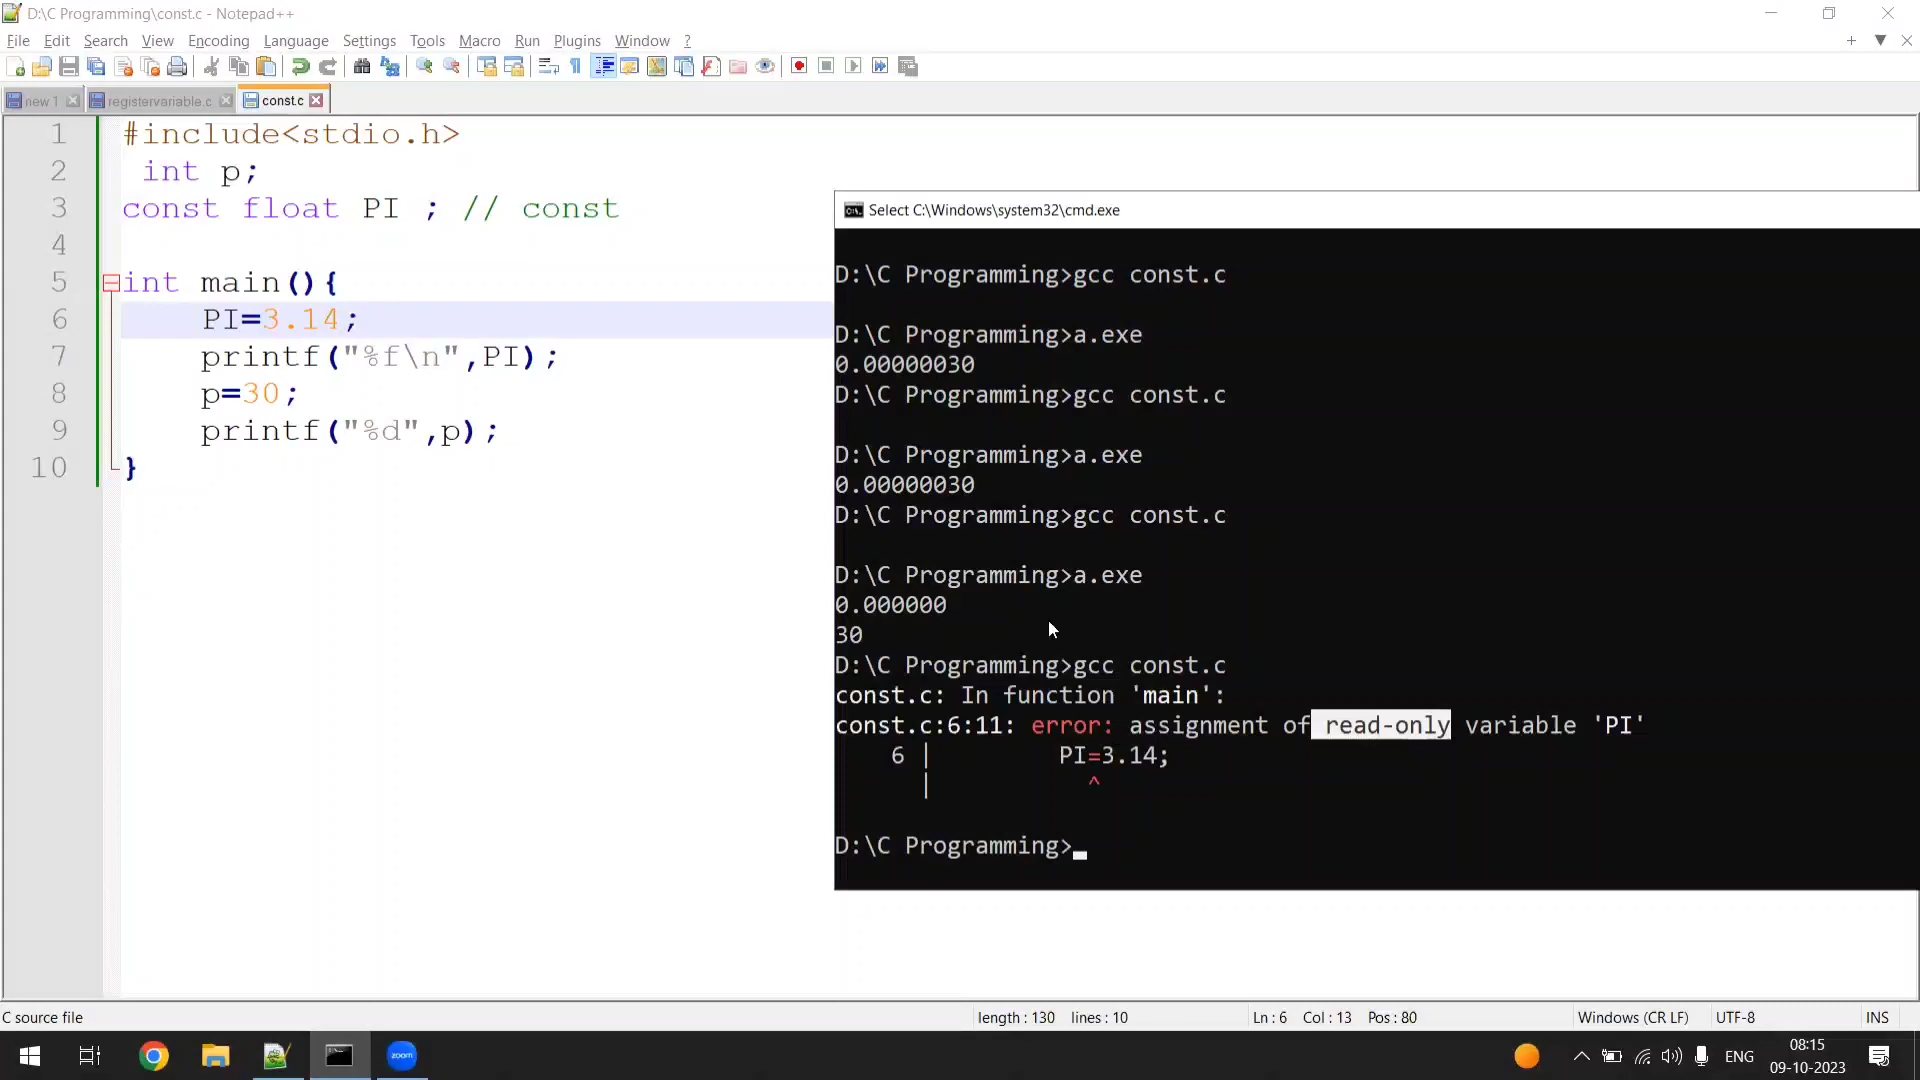 D:\C Programming\const.c - Notepad++
File Edit Search View Encoding Language Settings Tools Macro Run Plugins Window ?
new 1 registervariable.c const.c
1 #include<stdio.h>
2 int p;
3 const float PI ; // const
4
5 int main(){
6 PI=3.14;
7 printf("%f\n",PI);
8 p=30;
9 printf("%d",p);
10 }
Select C:\Windows\system32\cmd.exe
D:\C Programming>gcc const.c
D:\C Programming>a.exe
0.00000030
D:\C Programming>gcc const.c
D:\C Programming>a.exe
0.00000030
D:\C Programming>gcc const.c
D:\C Programming>a.exe
0.000000
30
D:\C Programming>gcc const.c
const.c: In function 'main':
const.c:6:11: error: assignment of read-only variable 'PI'
6 | PI=3.14;
| ^
D:\C Programming>
C source file length : 130 lines : 10 Ln : 6 Col : 13 Pos : 80 Windows (CR LF) UTF-8 INS
zoom ENG 08:15
09-10-2023